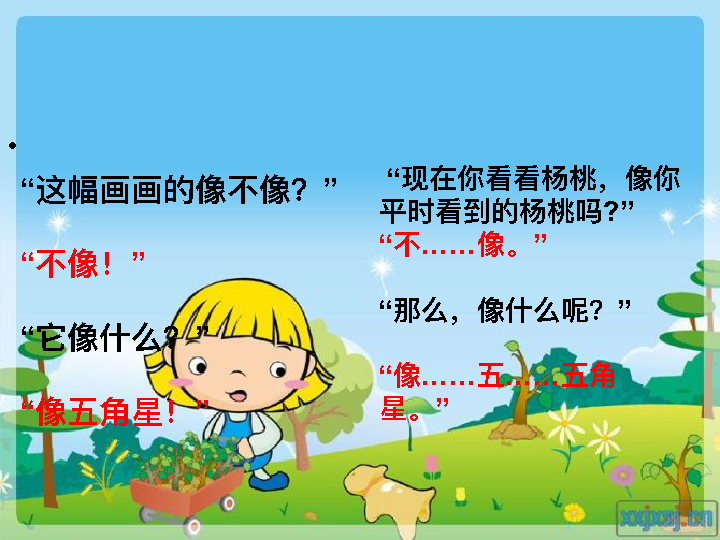 “这幅画画的像不像？”
“不像！”
“它像什么？”
“像五角星！”
“现在你看看杨桃，像你
平时看到的杨桃吗?”
“不……像。”
“那么，像什么呢？”
“像……五……五角
星。”
xxjxsj.cn